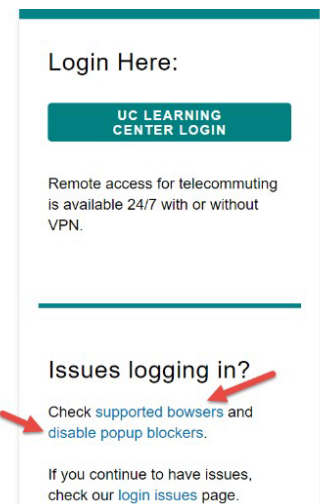 Login Here:
UC LEARNING
CENTER LOGIN
Remote access for telecommuting
is available 24/7 with or without
VPN.
Issues logging in?
Check supported bowsers and
disable popup blockers.
If you continue to have issues,
check our login issues page.